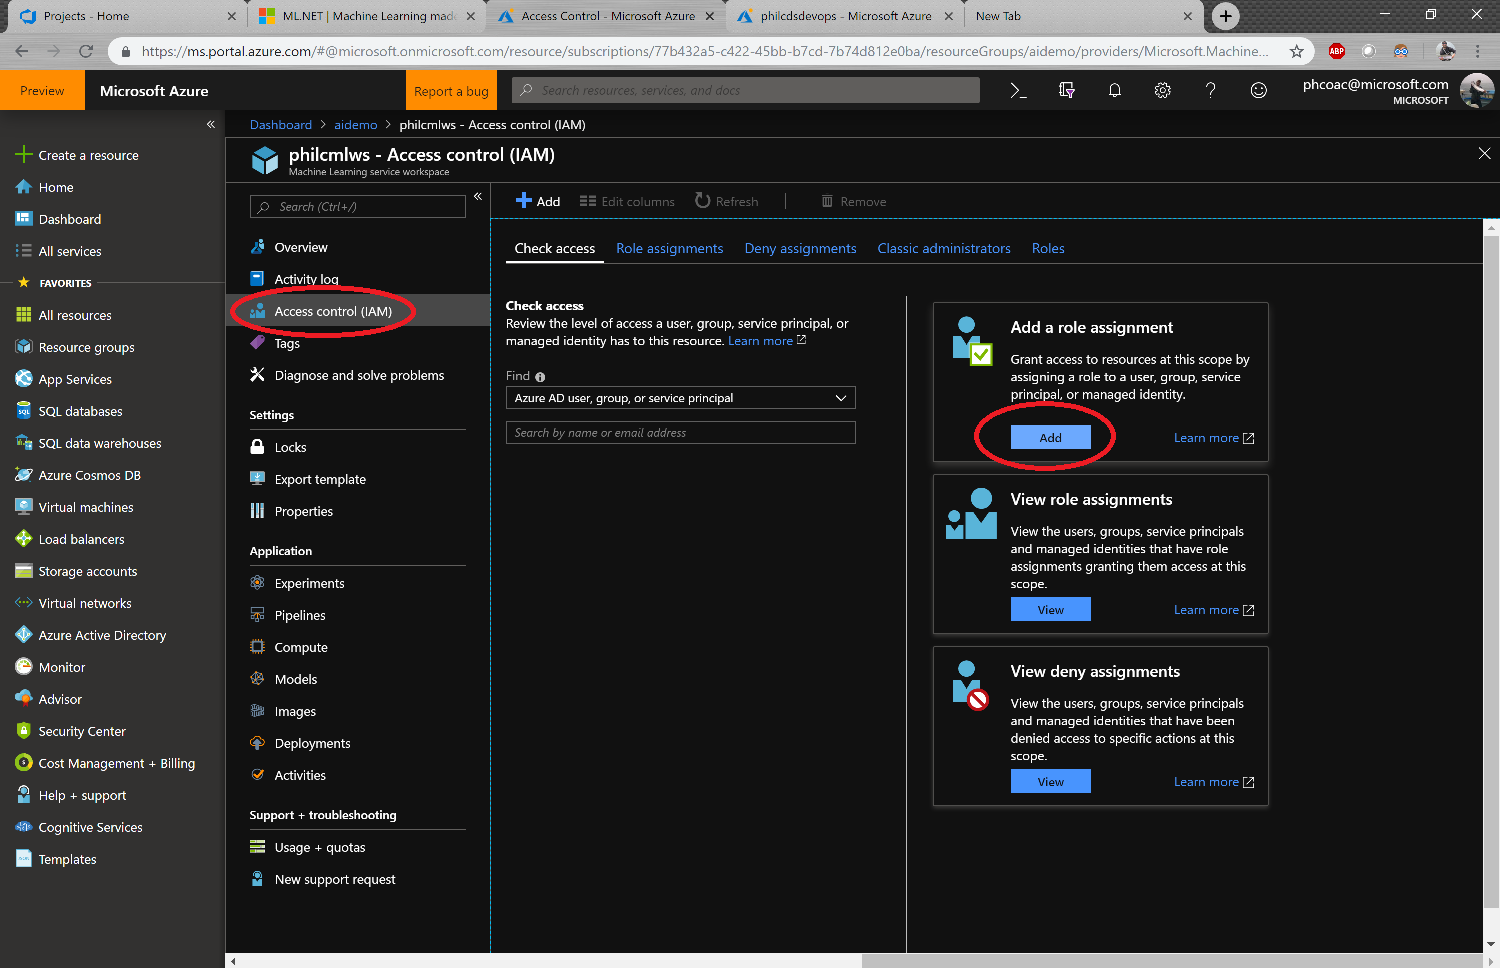 Projects - Home
ML.NET | Machine Learning made
Access Control - Microsoft Azure
philcdsdevops - Microsoft Azure
New Tab
https://ms.portal.azure.com/#@microsoft.onmicrosoft.com/resource/subscriptions/77b432a5-c422-45bb-b7cd-7b74d812e0ba/resourceGroups/aidemo/providers/Microsoft.Machine...
ABP
Preview
Microsoft Azure
Report a bug
Search resources, services, and docs
phcoac@microsoft.com
MICROSOFT
Create a resource
Home
Dashboard
All services
FAVORITES
All resources
Resource groups
App Services
SQL databases
SQL data warehouses
Azure Cosmos DB
Virtual machines
Load balancers
Storage accounts
Virtual networks
Azure Active Directory
Monitor
Advisor
Security Center
Cost Management + Billing
Help + support
Cognitive Services
Templates
Dashboard > aidemo > philcmlws - Access control (IAM)
philcmlws - Access control (IAM)
Machine Learning service workspace
Search (Ctrl+/)
Overview
Activity log
Access control (IAM)
Tags
Diagnose and solve problems
Settings
Locks
Export template
Properties
Application
Experiments
Pipelines
Compute
Models
Images
Deployments
Activities
Support + troubleshooting
Usage + quotas
New support request
Add
Edit columns
Refresh
Remove
Check access
Role assignments
Deny assignments
Classic administrators
Roles
Check access
Review the level of access a user, group, service principal, or
managed identity has to this resource. Learn more
Find
Azure AD user, group, or service principal
Search by name or email address
Add a role assignment
Grant access to resources at this scope by
assigning a role to a user, group, service
principal, or managed identity.
Add
Learn more
View role assignments
View the users, groups, service principals
and managed identities that have role
assignments granting them access at this
scope.
View
Learn more
View deny assignments
View the users, groups, service principals
and managed identities that have been
denied access to specific actions at this
scope.
View
Learn more